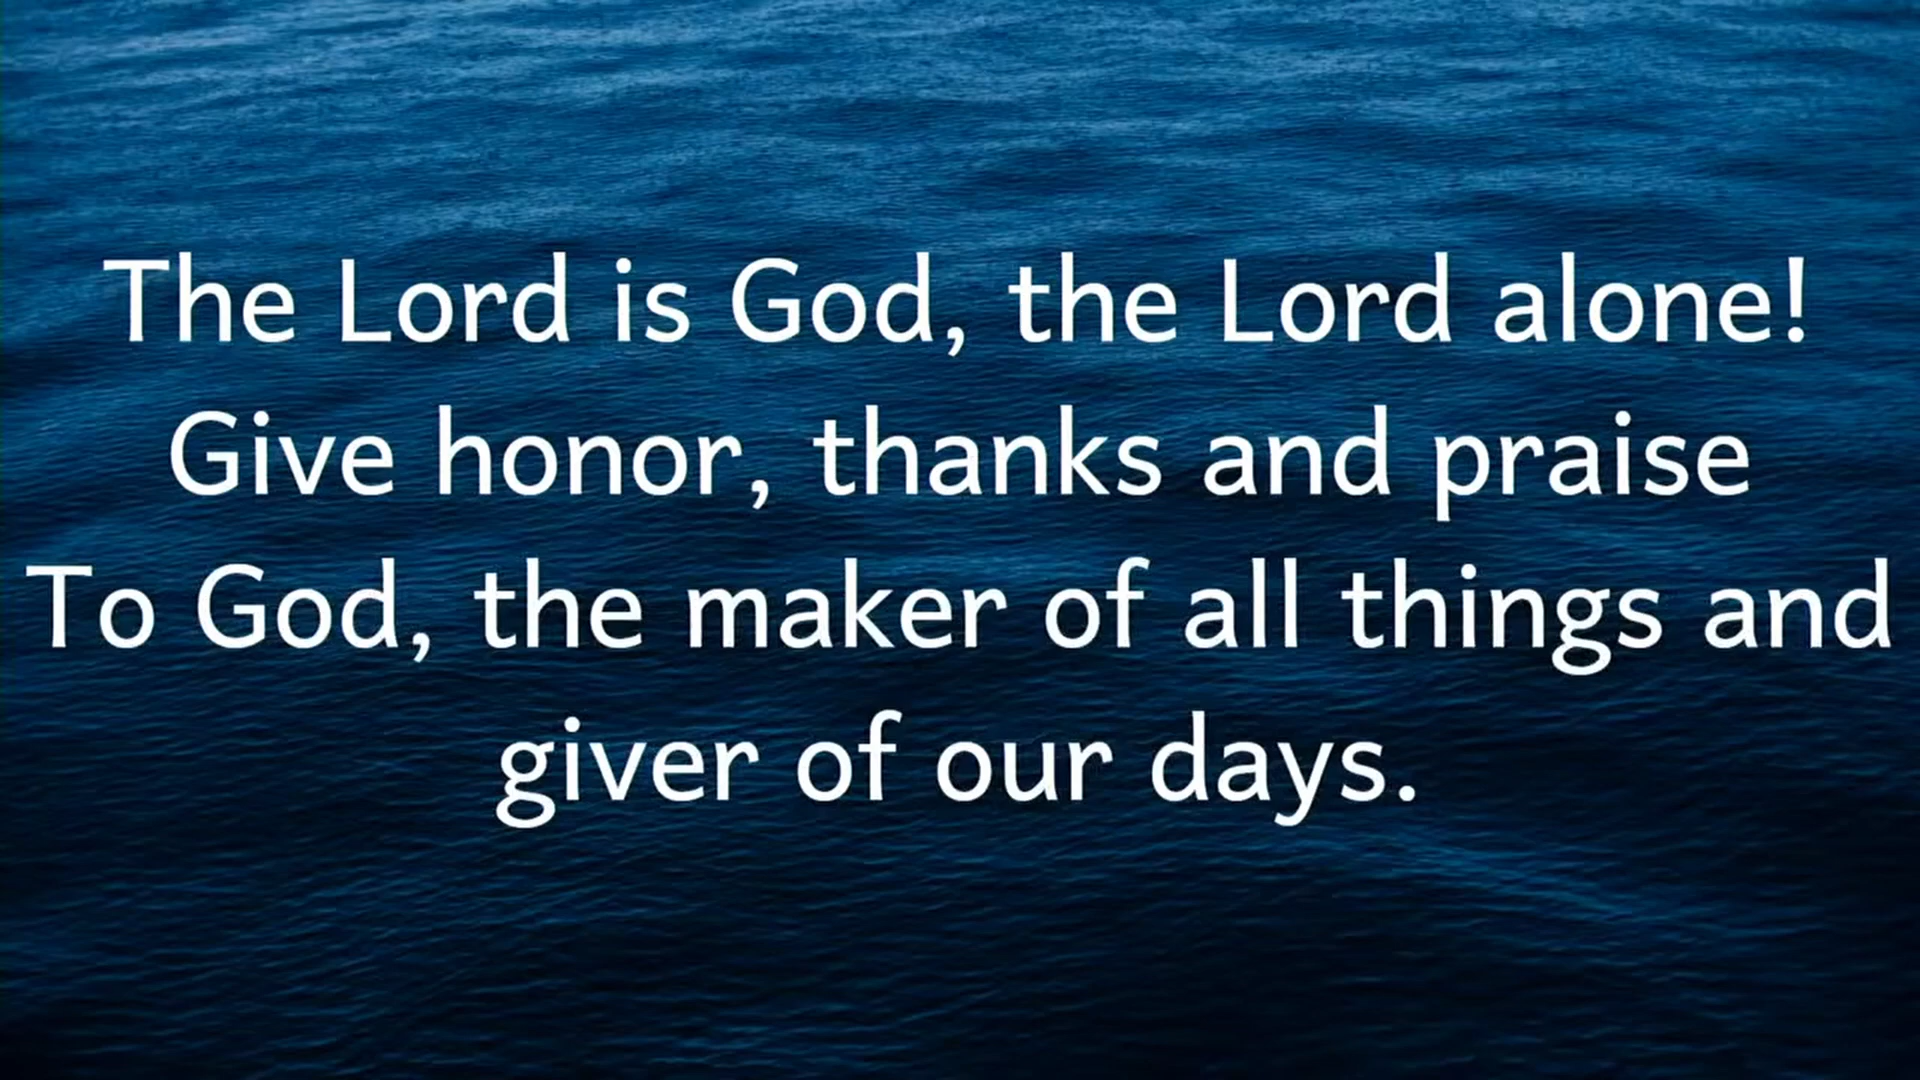 The Lord is God, the Lord alone!
Give honor, thanks and praise
To God, the maker of all things and
giver of our days.